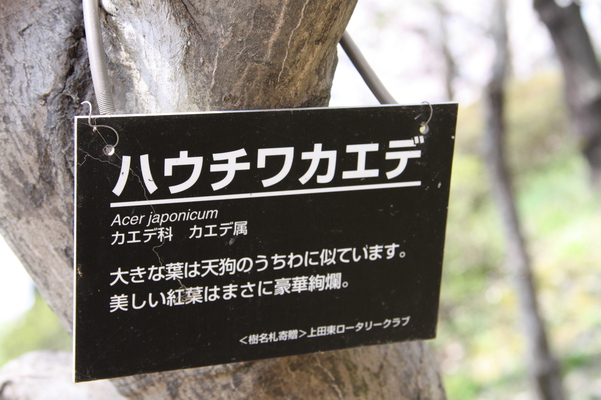 ハウチワカエデ
Acer japonicum
カエデ科　カエデ属
大きな葉は天狗のうちわに似ています。
美しい紅葉はまさに豪華絢爛。
＜樹名札寄贈＞上田東ロータリークラブ